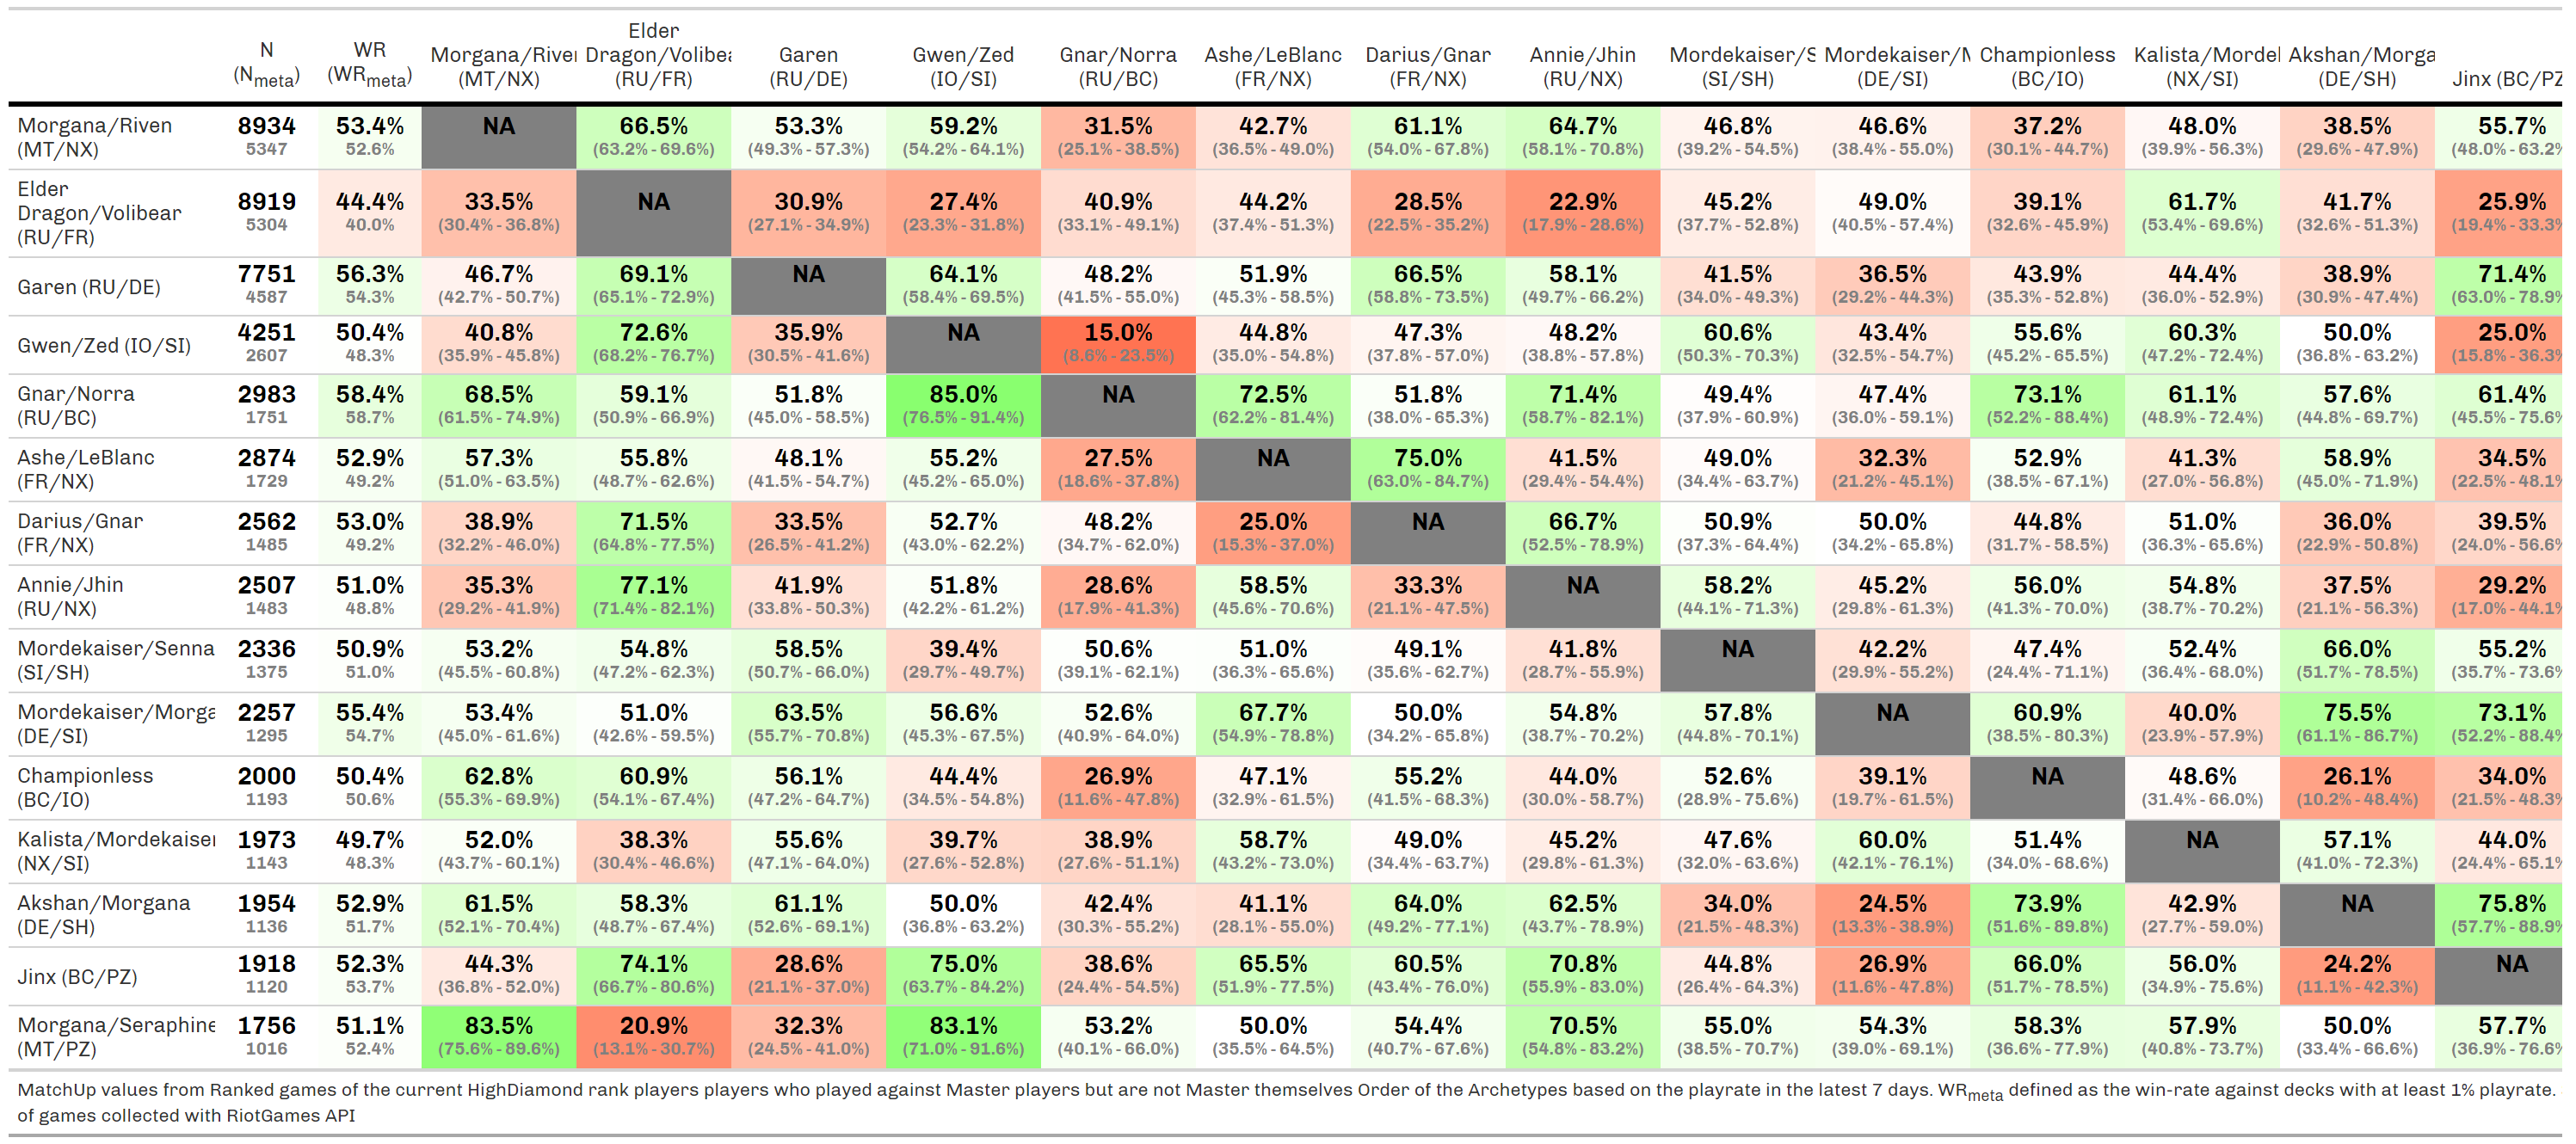 N (Nmeta) WR (WRmeta) Morgana/Riven (MT/NX) Elder Dragon/Volibea (RU/FR) Garen (RU/DE) Gwen/Zed (IO/SI) Gnar/Norra (RU/BC) Ashe/LeBlanc (FR/NX) Darius/Gnar (FR/NX) Annie/Jhin (RU/NX) Mordekaiser/S (SI/SH) Mordekaiser/M (DE/SI) Championless (BC/IO) Kalista/Mordel (NX/SI) Akshan/Morga (DE/SH) Jinx (BC/PZ
Morgana/Riven 8934 53.4% NA 66.5% 53.3% 59.2% 31.5% 42.7% 61.1% 64.7% 46.8% 46.6% 37.2% 48.0% 38.5% 55.7%
(MT/NX) 5347 52.6% (63.2% - 69.6%) (49.3% - 57.3%) (54.2% - 64.1%) (25.1% - 38.5%) (36.5% - 49.0%) (54.0% - 67.8%) (58.1% - 70.8%) (39.2% - 54.5%) (38.4% - 55.0%) (30.1% - 44.7%) (39.9% - 56.3%) (29.6% - 47.9%) (48.0% - 63.2%
Elder
Dragon/Volibear 8919 44.4% 33.5% NA 30.9% 27.4% 40.9% 44.2% 28.5% 22.9% 45.2% 49.0% 39.1% 61.7% 41.7% 25.9%
(RU/FR) 5304 40.0% (30.4% - 36.8%) (27.1% - 34.9%) (23.3% - 31.8%) (33.1% - 49.1%) (37.4% - 51.3%) (22.5% - 35.2%) (17.9% - 28.6%) (37.7% - 52.8%) (40.5% - 57.4%) (32.6% - 45.9%) (53.4% - 69.6%) (32.6% - 51.3%) (19.4% - 33.3%
Garen (RU/DE) 7751 56.3% 46.7% 69.1% NA 64.1% 48.2% 51.9% 66.5% 58.1% 41.5% 36.5% 43.9% 44.4% 38.9% 71.4%
4587 54.3% (42.7% - 50.7%) (65.1% - 72.9%) (58.4% - 69.5%) (41.5% - 55.0%) (45.3% - 58.5%) (58.8% - 73.5%) (49.7% - 66.2%) (34.0% - 49.3%) (29.2% - 44.3%) (35.3% - 52.8%) (36.0% - 52.9%) (30.9% - 47.4%) (63.0% - 78.9%
Gwen/Zed (IO/SI) 4251 50.4% 40.8% 72.6% 35.9% NA 15.0% 44.8% 47.3% 48.2% 60.6% 43.4% 55.6% 60.3% 50.0% 25.0%
2607 48.3% (35.9% - 45.8%) (68.2% - 76.7%) (30.5% - 41.6%) (8.6% - 23.5%) (35.0% - 54.8%) (37.8% - 57.0%) (38.8% - 57.8%) (50.3% - 70.3%) (32.5% - 54.7%) (45.2% - 65.5%) (47.2% - 72.4%) (36.8% - 63.2%) (15.8% - 36.3%
Gnar/Norra 2983 58.4% 68.5% 59.1% 51.8% 85.0% NA 72.5% 51.8% 71.4% 49.4% 47.4% 73.1% 61.1% 57.6% 61.4%
(RU/BC) 1751 58.7% (61.5% - 74.9%) (50.9% - 66.9%) (45.0% - 58.5%) (76.5% - 91.4%) (62.2% - 81.4%) (38.0% - 65.3%) (58.7% - 82.1%) (37.9% - 60.9%) (36.0% - 59.1%) (52.2% - 88.4%) (48.9% - 72.4%) (44.8% - 69.7%) (45.5% - 75.6%
Ashe/LeBlanc 2874 52.9% 57.3% 55.8% 48.1% 55.2% 27.5% NA 75.0% 41.5% 49.0% 32.3% 52.9% 41.3% 58.9% 34.5%
(FR/NX) 1729 49.2% (51.0% - 63.5%) (48.7% - 62.6%) (41.5% - 54.7%) (45.2% - 65.0%) (18.6% - 37.8%) (63.0% - 84.7%) (29.4% - 54.4%) (34.4% - 63.7%) (21.2% - 45.1%) (38.5% - 67.1%) (27.0% - 56.8%) (45.0% - 71.9%) (22.5% - 48.1%
Darius/Gnar 2562 53.0% 38.9% 71.5% 33.5% 52.7% 48.2% 25.0% NA 66.7% 50.9% 50.0% 44.8% 51.0% 36.0% 39.5%
(FR/NX) 1485 49.2% (32.2% - 46.0%) (64.8% - 77.5%) (26.5% - 41.2%) (43.0% - 62.2%) (34.7% - 62.0%) (15.3% - 37.0%) (52.5% - 78.9%) (37.3% - 64.4%) (34.2% - 65.8%) (31.7% - 58.5%) (36.3% - 65.6%) (22.9% - 50.8%) (24.0% - 56.6%
Annie/Jhin 2507 51.0% 35.3% 77.1% 41.9% 51.8% 28.6% 58.5% 33.3% NA 58.2% 45.2% 56.0% 54.8% 37.5% 29.2%
(RU/NX) 1483 48.8% (29.2% - 41.9%) (71.4% - 82.1%) (33.8% - 50.3%) (42.2% - 61.2%) (17.9% - 41.3%) (45.6% - 70.6%) (21.1% - 47.5%) (44.1% - 71.3%) (29.8% - 61.3%) (41.3% - 70.0%) (38.7% - 70.2%) (21.1% - 56.3%) (17.0% - 44.1%
Mordekaiser/Senna 2336 50.9% 53.2% 54.8% 58.5% 39.4% 50.6% 51.0% 49.1% 41.8% NA 42.2% 47.4% 52.4% 66.0% 55.2%
(SI/SH) 1375 51.0% (45.5% - 60.8%) (47.2% - 62.3%) (50.7% - 66.0%) (29.7% - 49.7%) (39.1% - 62.1%) (36.3% - 65.6%) (35.6% - 62.7%) (28.7% - 55.9%) (29.9% - 55.2%) (24.4% - 71.1%) (36.4% - 68.0%) (51.7% - 78.5%) (35.7% - 73.6%
Mordekaiser/Morga 2257 55.4% 53.4% 51.0% 63.5% 56.6% 52.6% 67.7% 50.0% 54.8% 57.8% NA 60.9% 40.0% 75.5% 73.1%
(DE/SI) 1295 54.7% (45.0% - 61.6%) (42.6% - 59.5%) (55.7% - 70.8%) (45.3% - 67.5%) (40.9% - 64.0%) (54.9% - 78.8%) (34.2% - 65.8%) (38.7% - 70.2%) (44.8% - 70.1%) (38.5% - 80.3%) (23.9% - 57.9%) (61.1% - 86.7%) (52.2% - 88.4%
Championless 2000 50.4% 62.8% 60.9% 56.1% 44.4% 26.9% 47.1% 55.2% 44.0% 52.6% 39.1% NA 48.6% 26.1% 34.0%
(BC/IO) 1193 50.6% (55.3% - 69.9%) (54.1% - 67.4%) (47.2% - 64.7%) (34.5% - 54.8%) (11.6% - 47.8%) (32.9% - 61.5%) (41.5% - 68.3%) (30.0% - 58.7%) (28.9% - 75.6%) (19.7% - 61.5%) (31.4% - 66.0%) (10.2% - 48.4%) (21.5% - 48.3%
Kalista/Mordekaiser 1973 49.7% 52.0% 38.3% 55.6% 39.7% 38.9% 58.7% 49.0% 45.2% 47.6% 60.0% 51.4% NA 57.1% 44.0%
(NX/SI) 1143 48.3% (43.7% - 60.1%) (30.4% - 46.6%) (47.1% - 64.0%) (27.6% - 52.8%) (27.6% - 51.1%) (43.2% - 73.0%) (34.4% - 63.7%) (29.8% - 61.3%) (32.0% - 63.6%) (42.1% - 76.1%) (34.0% - 68.6%) (41.0% - 72.3%) (24.4% - 65.1%
Akshan/Morgana 1954 52.9% 61.5% 58.3% 61.1% 50.0% 42.4% 41.1% 64.0% 62.5% 34.0% 24.5% 73.9% 42.9% NA 75.8%
(DE/SH) 1136 51.7% (52.1% - 70.4%) (48.7% - 67.4%) (52.6% - 69.1%) (36.8% - 63.2%) (30.3% - 55.2%) (28.1% - 55.0%) (49.2% - 77.1%) (43.7% - 78.9%) (21.5% - 48.3%) (13.3% - 38.9%) (51.6% - 89.8%) (27.7% - 59.0%) (57.7% - 88.9%
Jinx (BC/PZ) 1918 52.3% 44.3% 74.1% 28.6% 75.0% 38.6% 65.5% 60.5% 70.8% 44.8% 26.9% 66.0% 56.0% 24.2% NA
1120 53.7% (36.8% - 52.0%) (66.7% - 80.6%) (21.1% - 37.0%) (63.7% - 84.2%) (24.4% - 54.5%) (51.9% - 77.5%) (43.4% - 76.0%) (55.9% - 83.0%) (26.4% - 64.3%) (11.6% - 47.8%) (51.7% - 78.5%) (34.9% - 75.6%) (11.1% - 42.3%)
Morgana/Seraphine 1756 51.1% 83.5% 20.9% 32.3% 83.1% 53.2% 50.0% 54.4% 70.5% 55.0% 54.3% 58.3% 57.9% 50.0% 57.7%
(MT/PZ) 1016 52.4% (75.6% - 89.6%) (13.1% - 30.7%) (24.5% - 41.0%) (71.0% - 91.6%) (40.1% - 66.0%) (35.5% - 64.5%) (40.7% - 67.6%) (54.8% - 83.2%) (38.5% - 70.7%) (39.0% - 69.1%) (36.6% - 77.9%) (40.8% - 73.7%) (33.4% - 66.6%) (36.9% - 76.6%
MatchUp values from Ranked games of the current HighDiamond rank players players who played against Master players but are not Master themselves Order of the Archetypes based on the playrate in the latest 7 days. WRmeta defined as the win-rate against decks with at least 1% playrate.
of games collected with RiotGames API